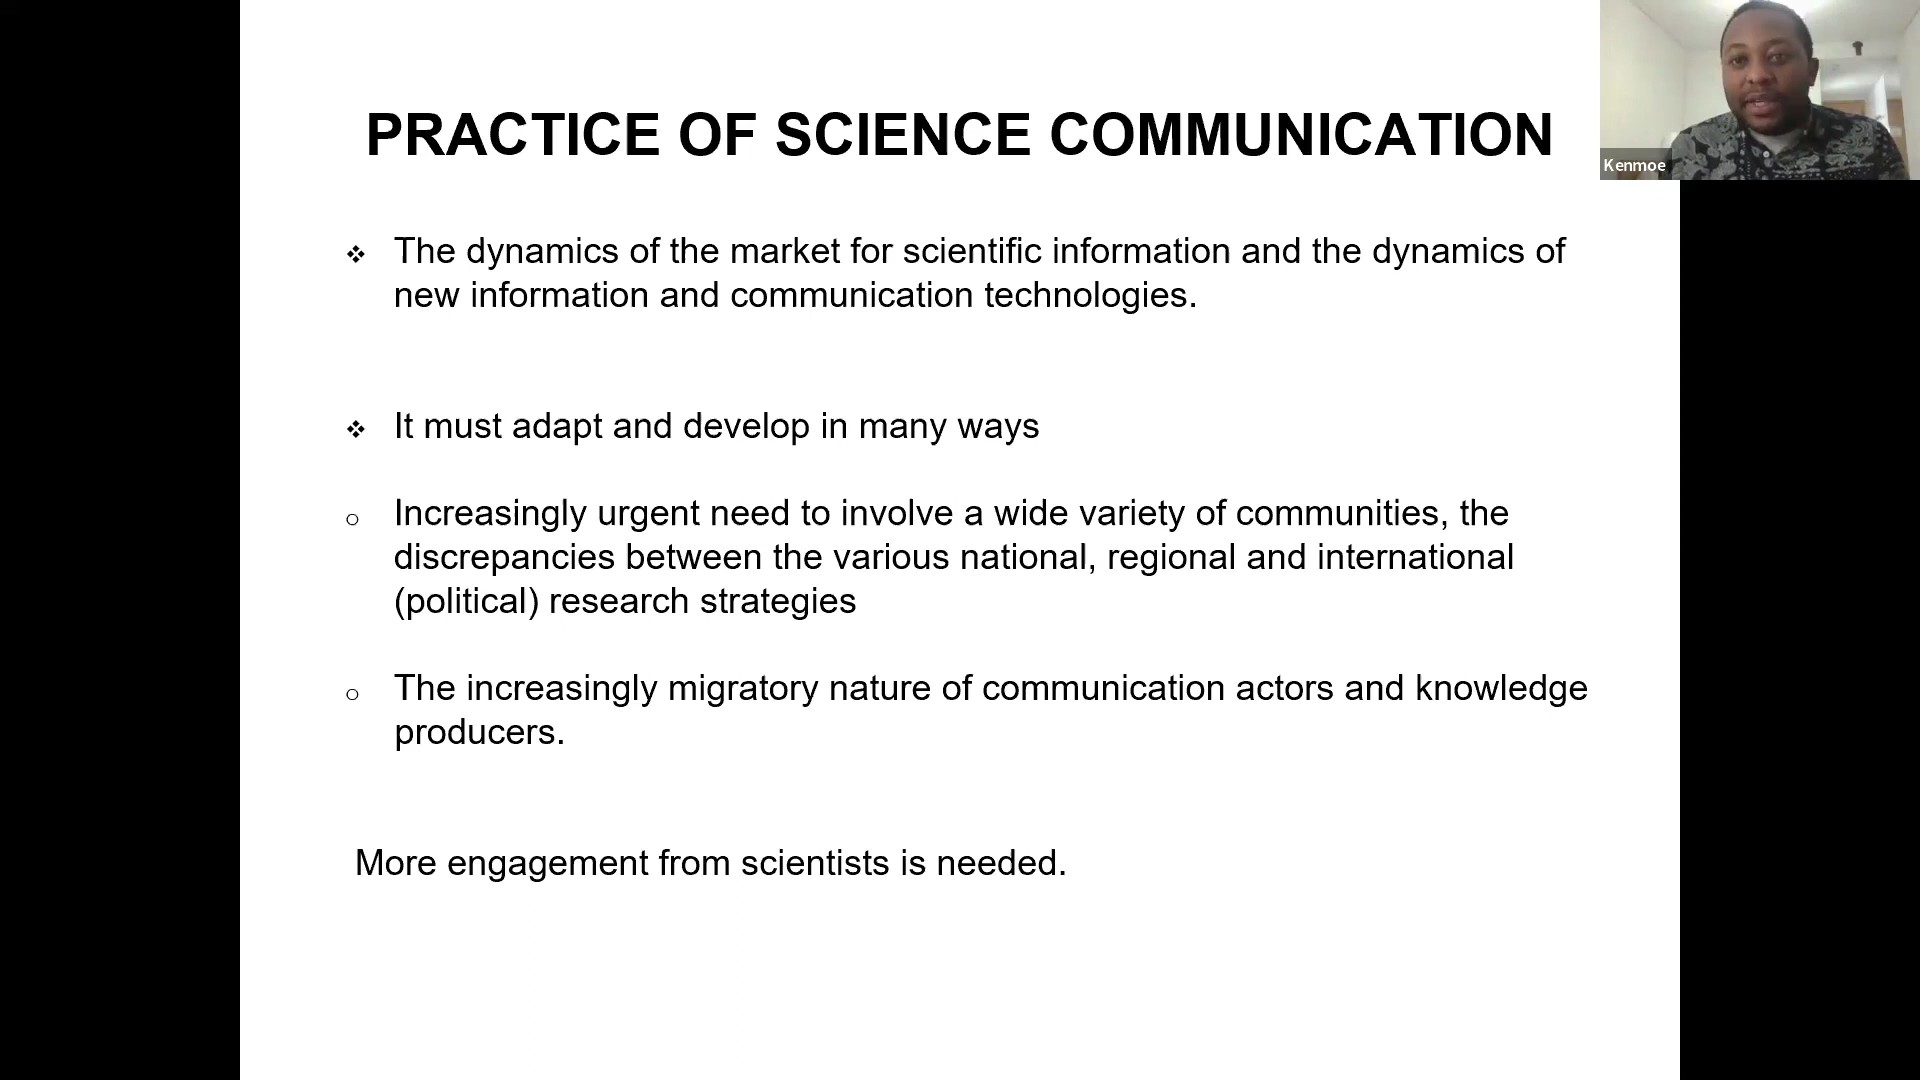 PRACTICE OF SCIENCE COMMUNICATION
Kenmoe
❖ The dynamics of the market for scientific information and the dynamics of
new information and communication technologies.
❖ It must adapt and develop in many ways
○ Increasingly urgent need to involve a wide variety of communities, the
discrepancies between the various national, regional and international
(political) research strategies
○ The increasingly migratory nature of communication actors and knowledge
producers.
More engagement from scientists is needed.